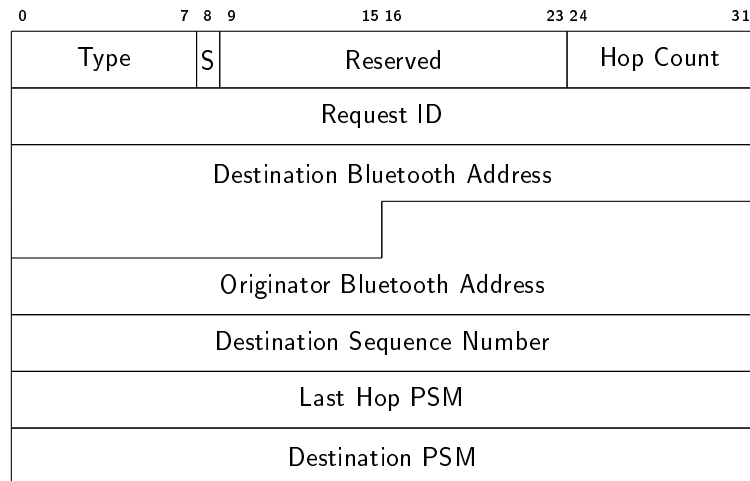 0 7 8 9 15 16 23 24 31
Type S Reserved Hop Count
Request ID
Destination Bluetooth Address
Originator Bluetooth Address
Destination Sequence Number
Last Hop PSM
Destination PSM